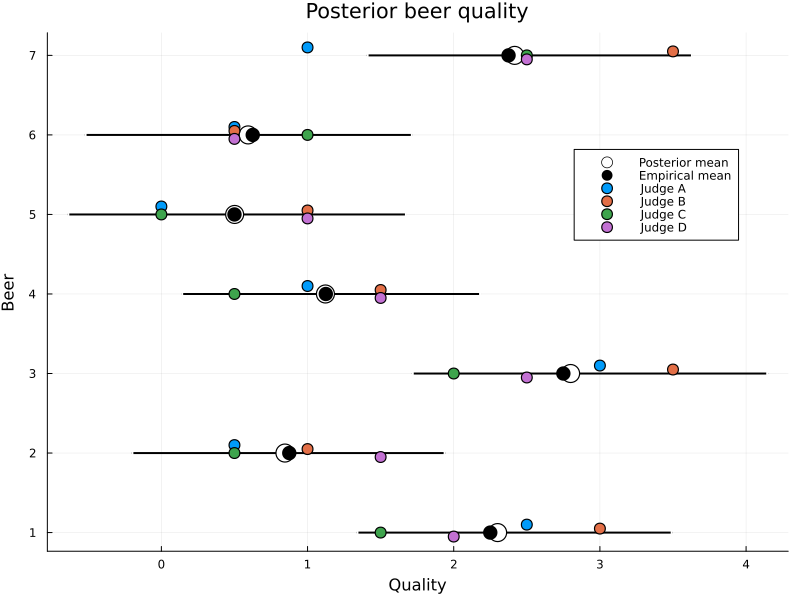 Posterior beer quality
7
6
5
4
3
2
1
Beer
Posterior mean
Empirical mean
Judge A
Judge B
Judge C
Judge D
0 1 2 3 4
Quality